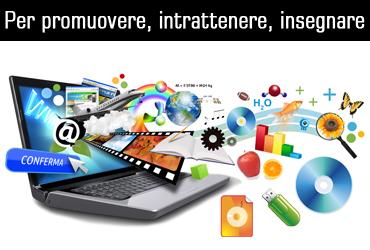 Per promuovere, intrattenere, insegnare
H₂O
@
CONFERMA